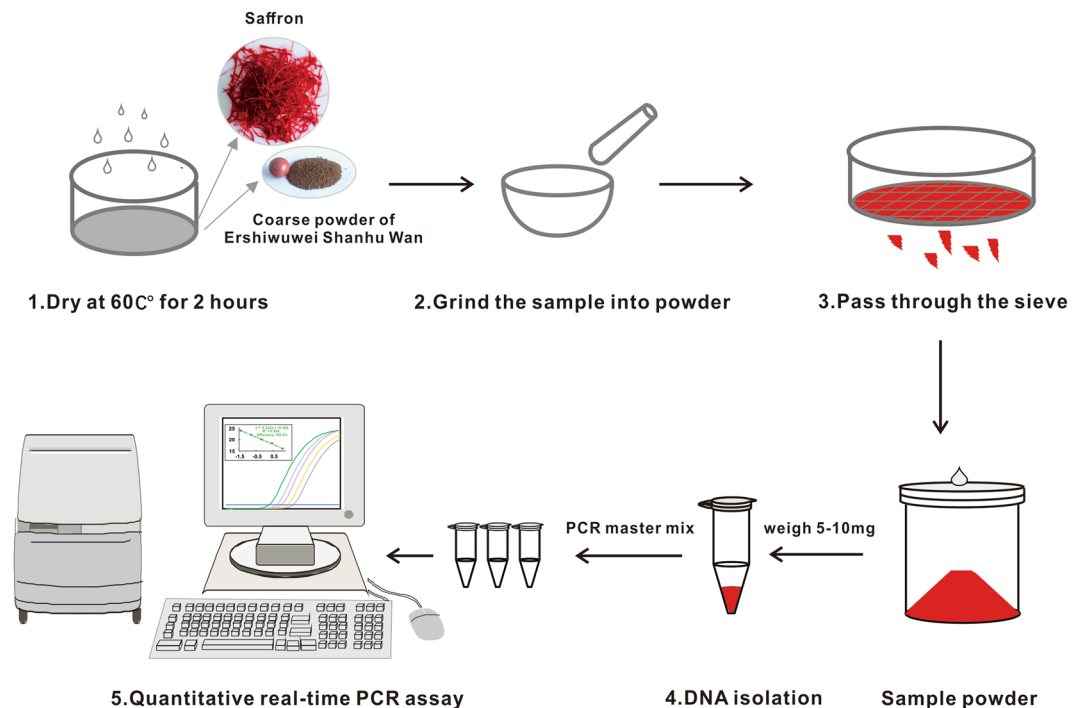 Saffron
Coarse powder of
Ershiwuwei Shanhu Wan
1.Dry at 60C° for 2 hours
2.Grind the sample into powder
3.Pass through the sieve
25
20
15
-1.5 -0.5 0.5
PCR master mix
weigh 5-10mg
5.Quantitative real-time PCR assay
4.DNA isolation
Sample powder